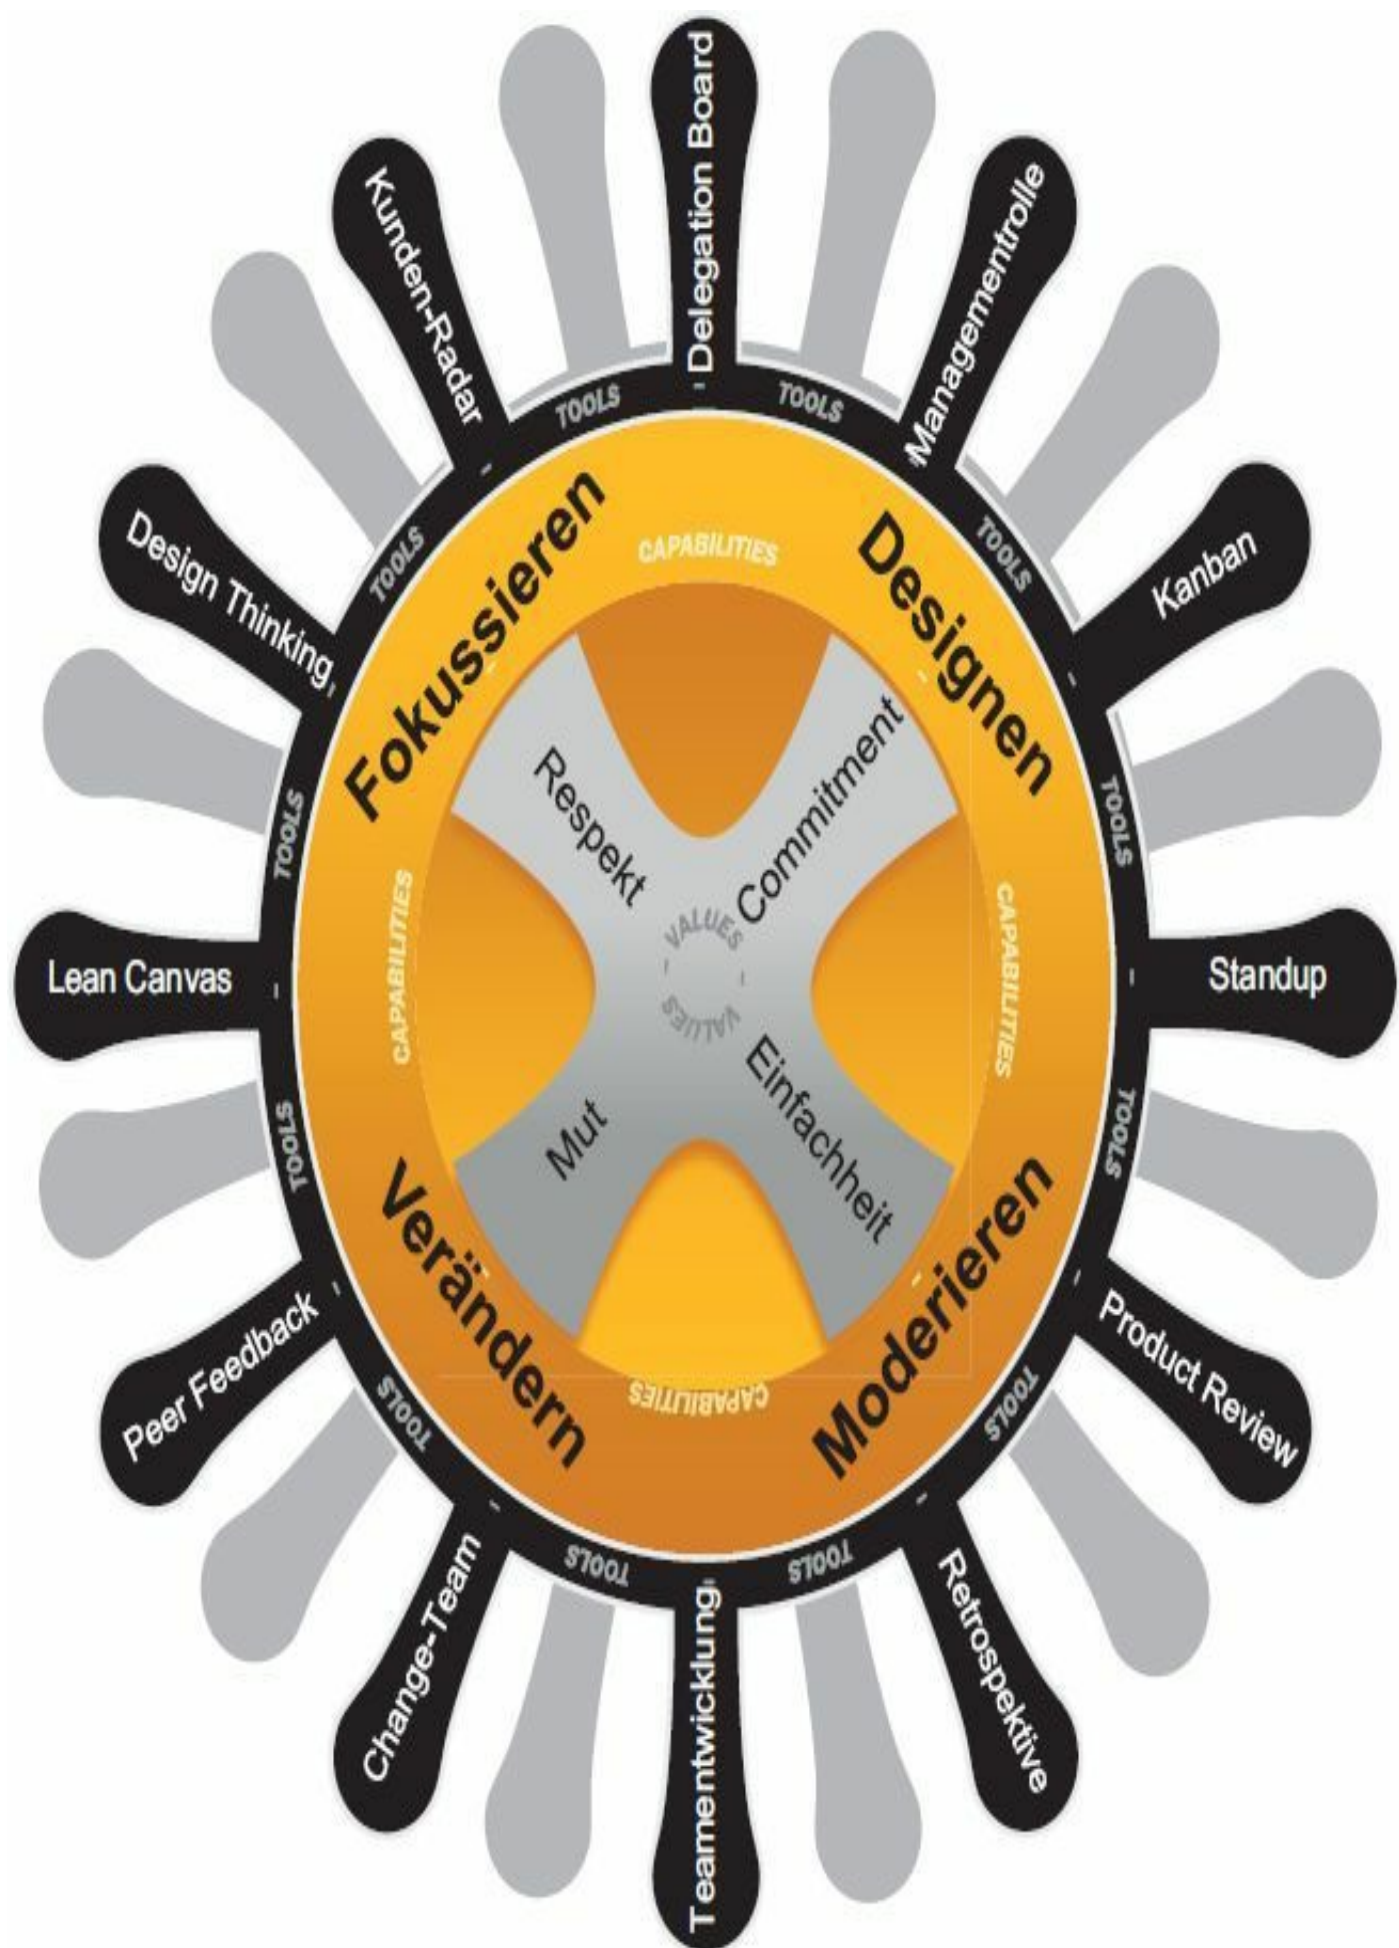 Delegation Board
Managementrolle
Kanban
Standup
Product Review
Retrospektive
Teamentwicklung
Change-Team
Peer Feedback
Lean Canvas
Design Thinking
Kunden-Radar
TOOLS
TOOLS
TOOLS
TOOLS
TOOLS
TOOLS
TOOLS
TOOLS
TOOLS
TOOLS
TOOLS
TOOLS
Fokussieren
Designen
Moderieren
Verändern
CAPABILITIES
CAPABILITIES
CAPABILITIES
CAPABILITIES
Respekt
Commitment
Einfachheit
Mut
VALUES
VALUES